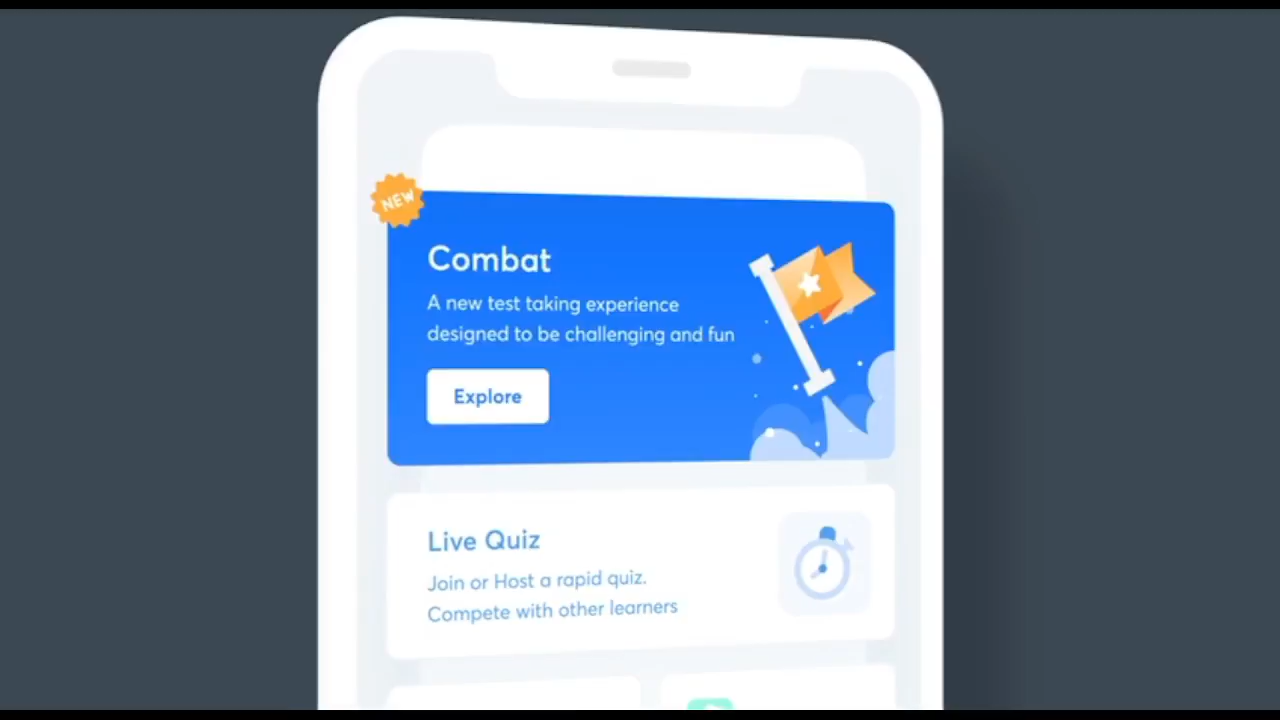 NEW
Combat
A new test taking experience
designed to be challenging and fun
Explore
Live Quiz
Join or Host a rapid quiz.
Compete with other learners